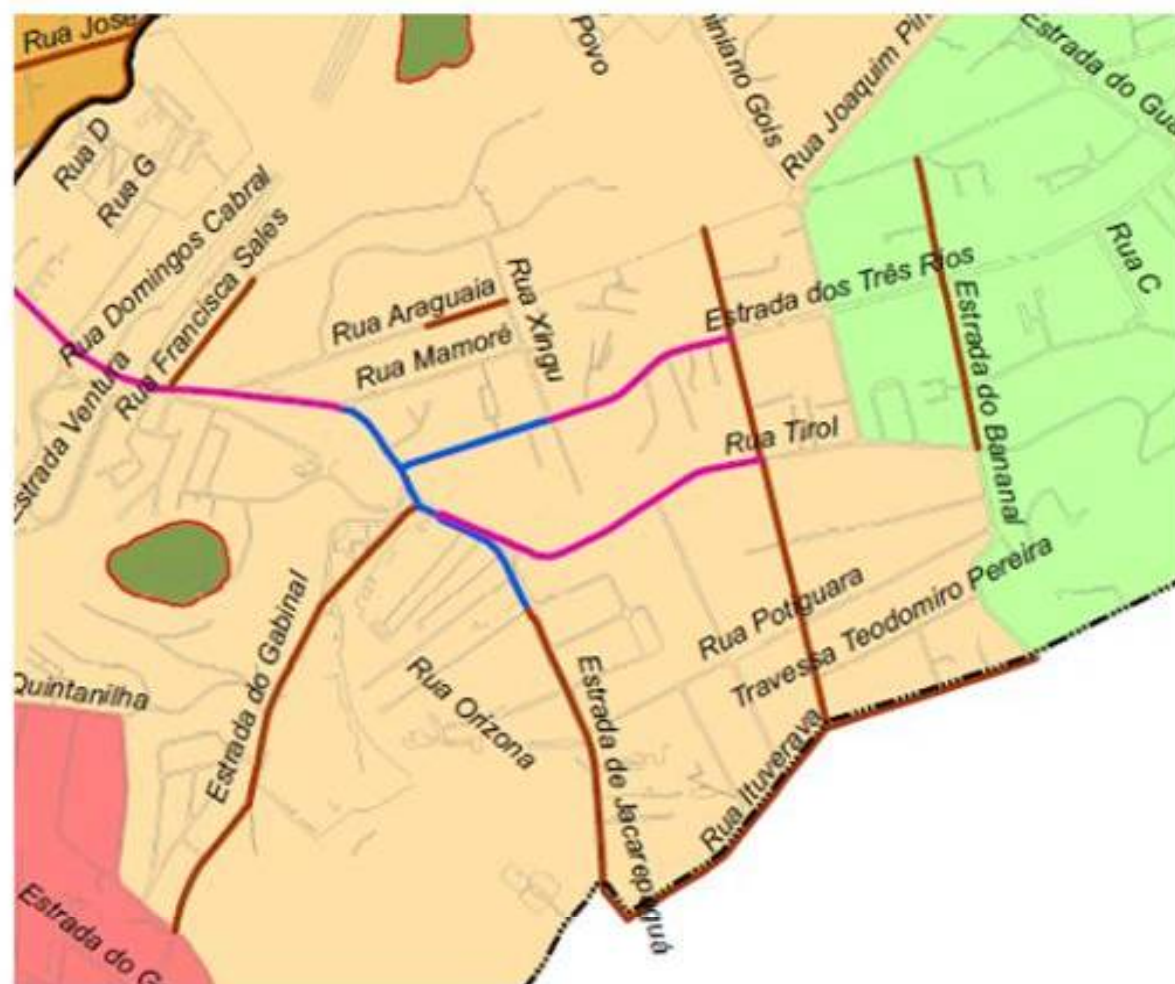 Rua José
Povo
Rua Joaquim
Estrada do
Rua D
Rua G
Rua Domingos Cabral
Rua Francisca Sales
Estrada Ventura
Rua Araguaia
Rua Mamoré
Rua Xingu
Estrada dos Três Rios
Rua C
Rua Tirol
Estrada do Bananal
Rua Potiguara
Travessa Teodomiro Pereira
Estrada do Gabinal
Quintanilha
Rua Orizona
Estrada de Jacarepaguá
Rua Ituverava
Estrada do G